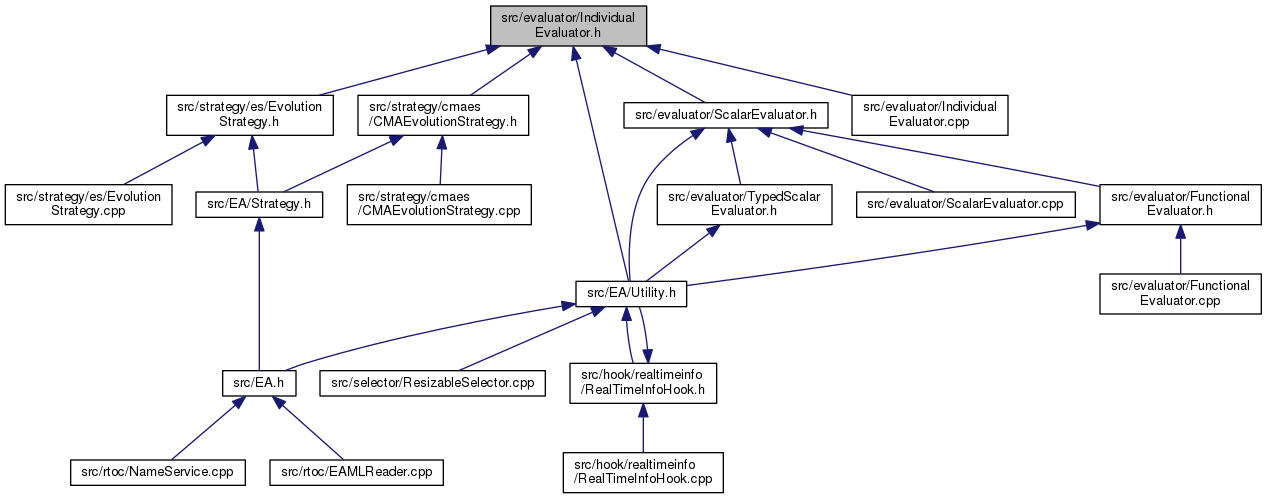 src/evaluator/Individual
Evaluator.h
src/strategy/es/Evolution
Strategy.h
src/strategy/cmaes
/CMAEvolutionStrategy.h
src/evaluator/ScalarEvaluator.h
src/evaluator/Individual
Evaluator.cpp
src/strategy/es/Evolution
Strategy.cpp
src/EA/Strategy.h
src/strategy/cmaes
/CMAEvolutionStrategy.cpp
src/evaluator/TypedScalar
Evaluator.h
src/evaluator/ScalarEvaluator.cpp
src/evaluator/Functional
Evaluator.h
src/EA/Utility.h
src/evaluator/Functional
Evaluator.cpp
src/EA.h
src/selector/ResizableSelector.cpp
src/hook/realtimeinfo
/RealTimeInfoHook.h
src/rtoc/NameService.cpp
src/rtoc/EAMLReader.cpp
src/hook/realtimeinfo
/RealTimeInfoHook.cpp